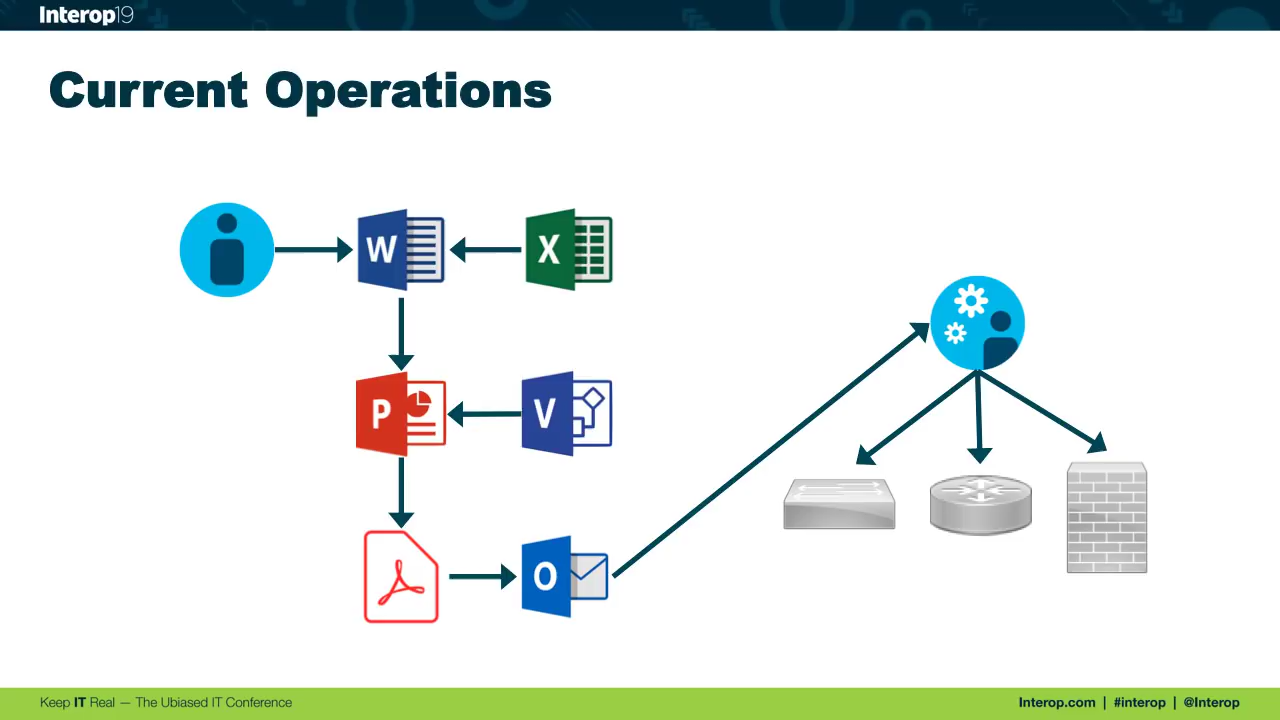 Interop19
Current Operations
W
X
P
V
O
Keep IT Real — The Ubiased IT Conference
Interop.com | #interop | @Interop